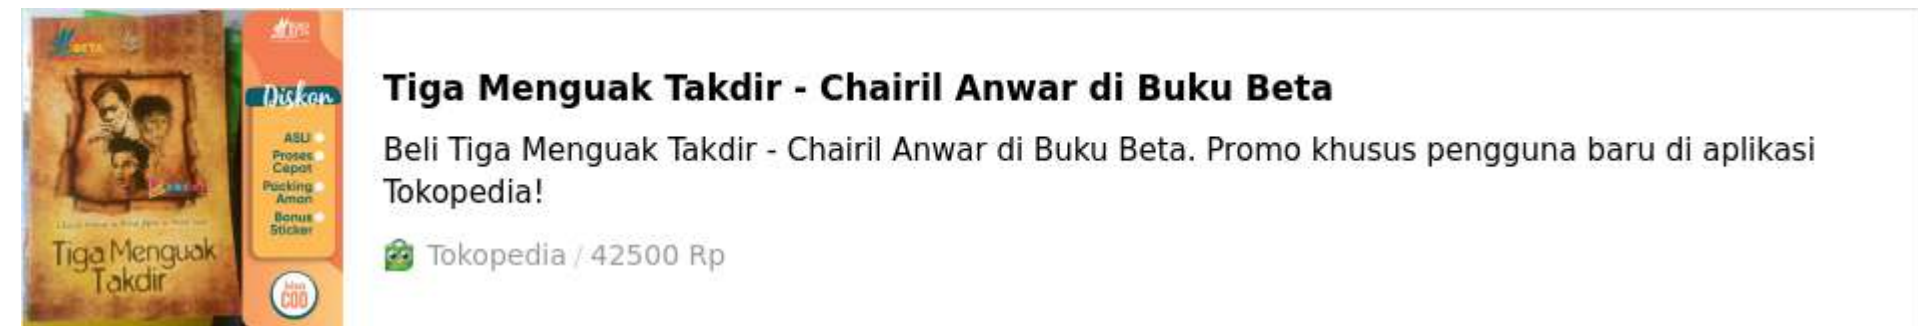 BETA
Diskon
ASLI
Proses
Cepat
Packing
Aman
Bonus
Sticker
COD
Tiga Menguak
Takdir
Tiga Menguak Takdir - Chairil Anwar di Buku Beta
Beli Tiga Menguak Takdir - Chairil Anwar di Buku Beta. Promo khusus pengguna baru di aplikasi
Tokopedia!
Tokopedia / 42500 Rp